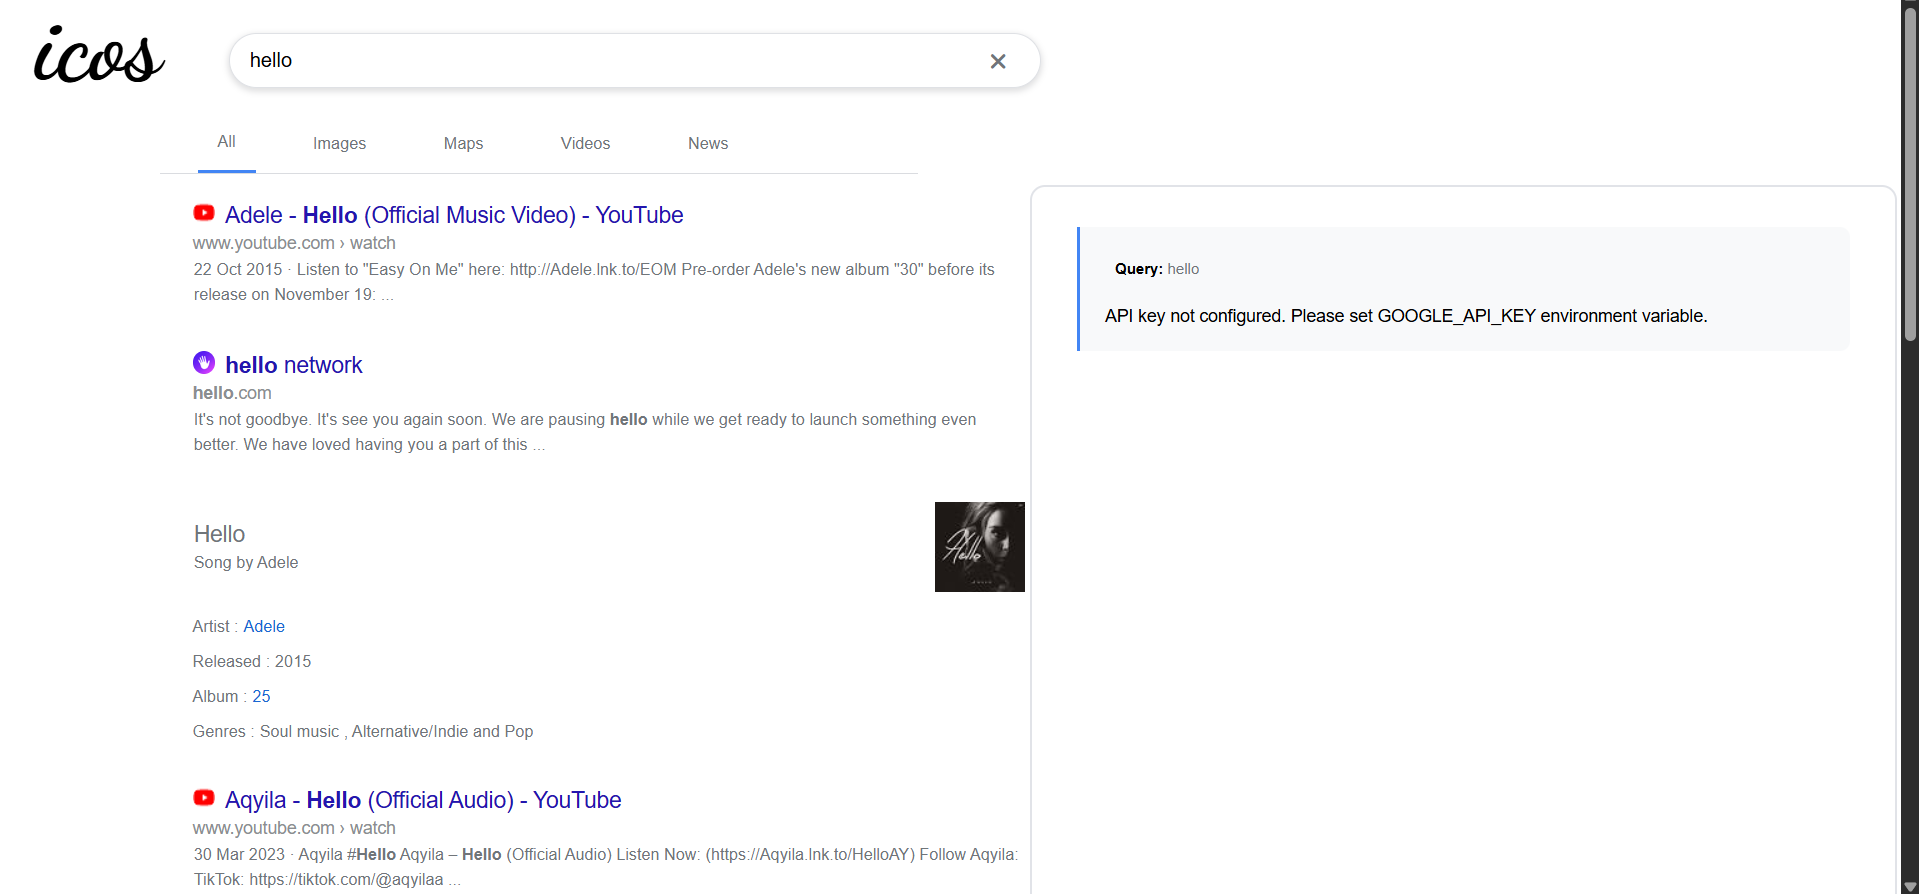 icos
hello
All
Images
Maps
Videos
News
Adele - Hello (Official Music Video) - YouTube
www.youtube.com › watch
22 Oct 2015 · Listen to "Easy On Me" here: http://Adele.lnk.to/EOM Pre-order Adele's new album "30" before its
release on November 19: ...
hello network
hello.com
It's not goodbye. It's see you again soon. We are pausing hello while we get ready to launch something even
better. We have loved having you a part of this ...
Hello
Song by Adele
Hello
Artist : Adele
Released : 2015
Album : 25
Genres : Soul music , Alternative/Indie and Pop
Aqyila - Hello (Official Audio) - YouTube
www.youtube.com › watch
30 Mar 2023 · Aqyila #Hello Aqyila – Hello (Official Audio) Listen Now: (https://Aqyila.lnk.to/HelloAY) Follow Aqyila:
TikTok: https://tiktok.com/@aqyilaa ...
Query: hello
API key not configured. Please set GOOGLE_API_KEY environment variable.